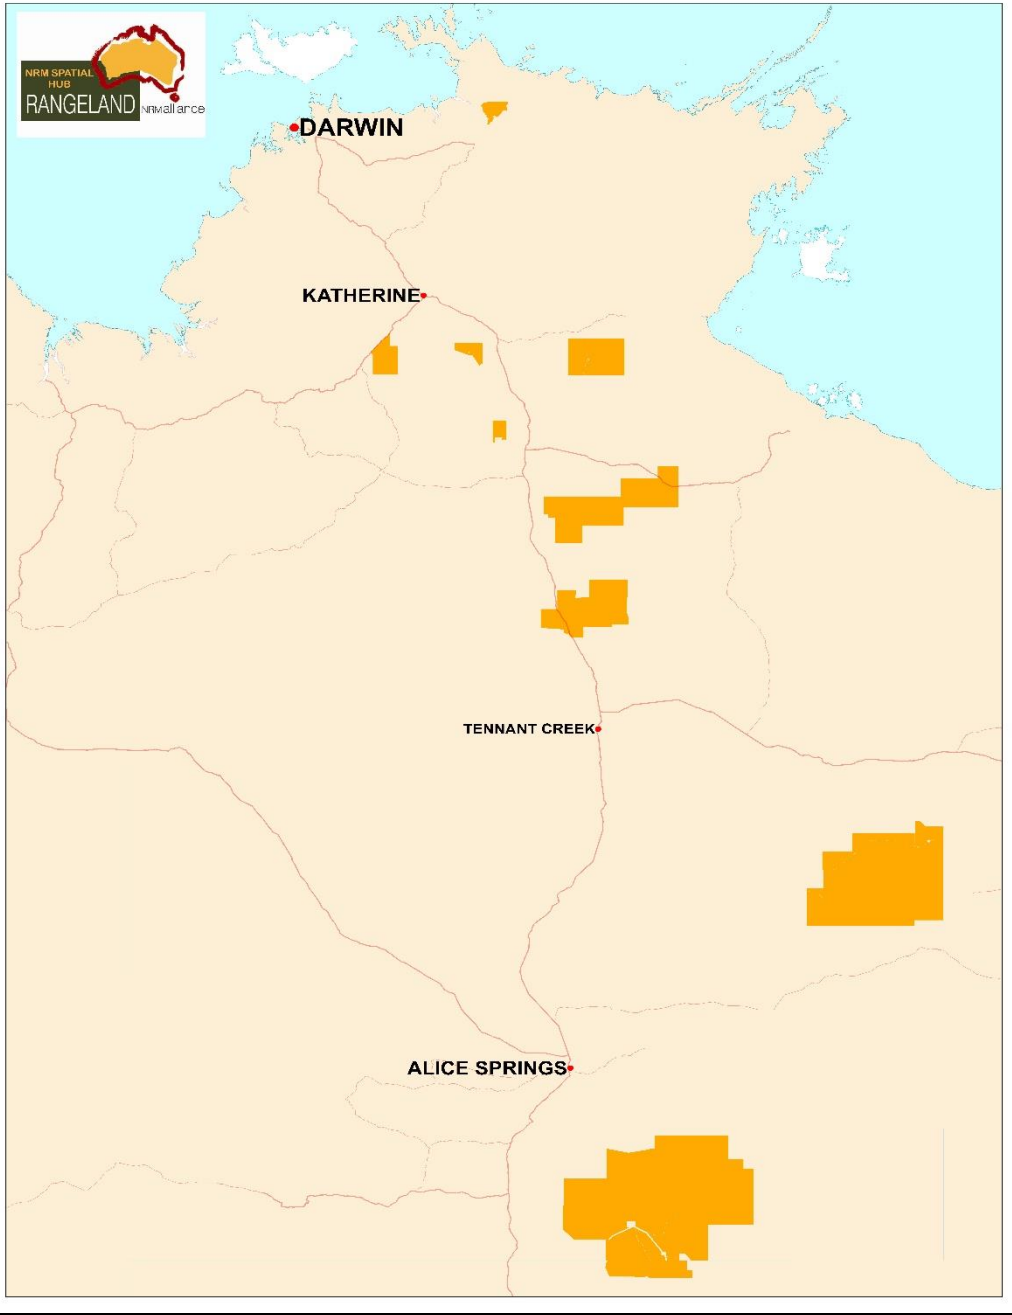 NRM SPATIAL
HUB
RANGELAND NRMalliance
DARWIN
KATHERINE
TENNANT CREEK
ALICE SPRINGS